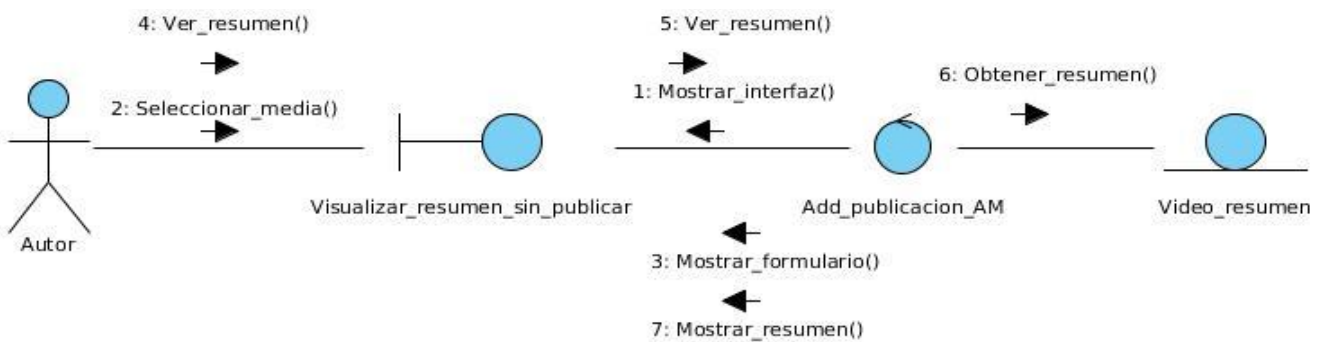 4: Ver_resumen()
5: Ver_resumen()
6: Obtener_resumen()
2: Seleccionar_media()
1: Mostrar_interfaz()
Visualizar_resumen_sin_publicar
Add_publicacion_AM
Video_resumen
Autor
3: Mostrar_formulario()
7: Mostrar_resumen()